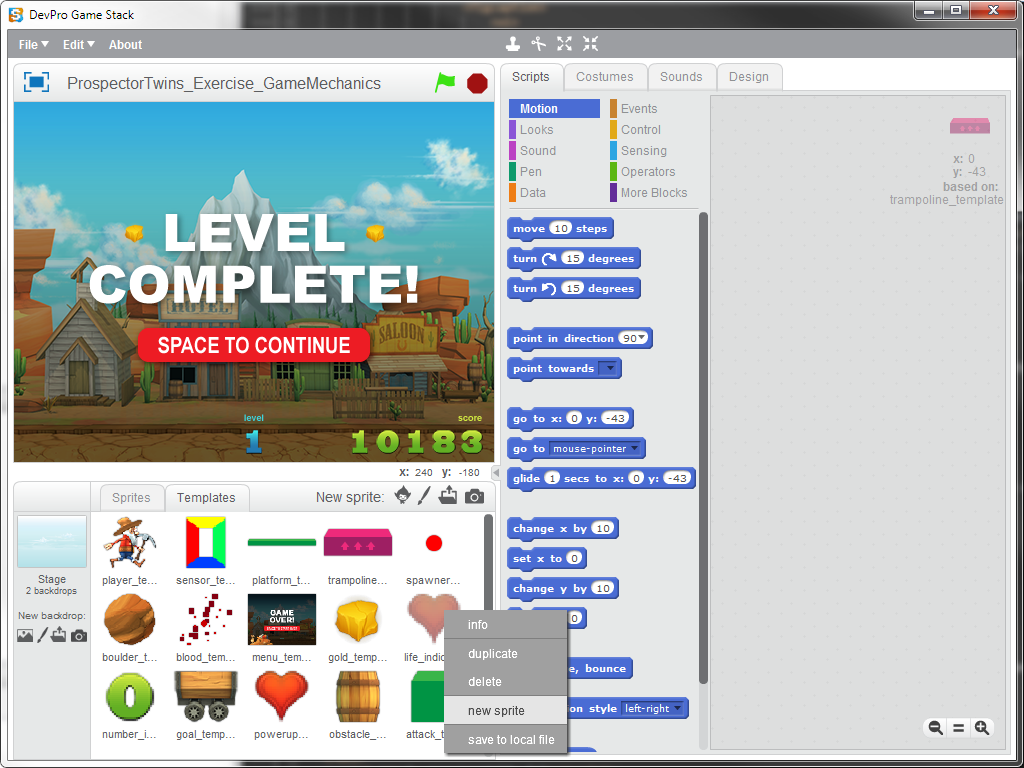 DevPro Game Stack
File Edit About
ProspectorTwins_Exercise_GameMechanics
LEVEL
COMPLETE!
HOTEL
SALOON
SPACE TO CONTINUE
level
1
score
10183
x: 240 y: -180
Sprites
Templates
New sprite:
Stage
2 backdrops
New backdrop:
player_te...
sensor_te...
platform_t...
trampoline...
spawner...
GAME
OVER!
boulder_t...
blood_tem...
menu_tem...
gold_temp...
life_indic
0
number_i...
goal_temp...
powerup...
obstacle_...
attack_t
info
duplicate
delete
new sprite
save to local file
Scripts
Costumes
Sounds
Design
Motion
Looks
Sound
Pen
Data
Events
Control
Sensing
Operators
More Blocks
move 10 steps
turn 15 degrees
turn 15 degrees
point in direction 90
point towards
go to x: 0 y: -43
go to mouse-pointer
glide 1 secs to x: 0 y: -43
change x by 10
set x to 0
change y by 10
0
e, bounce
on style left-right
x: 0
y: -43
based on:
trampoline_template